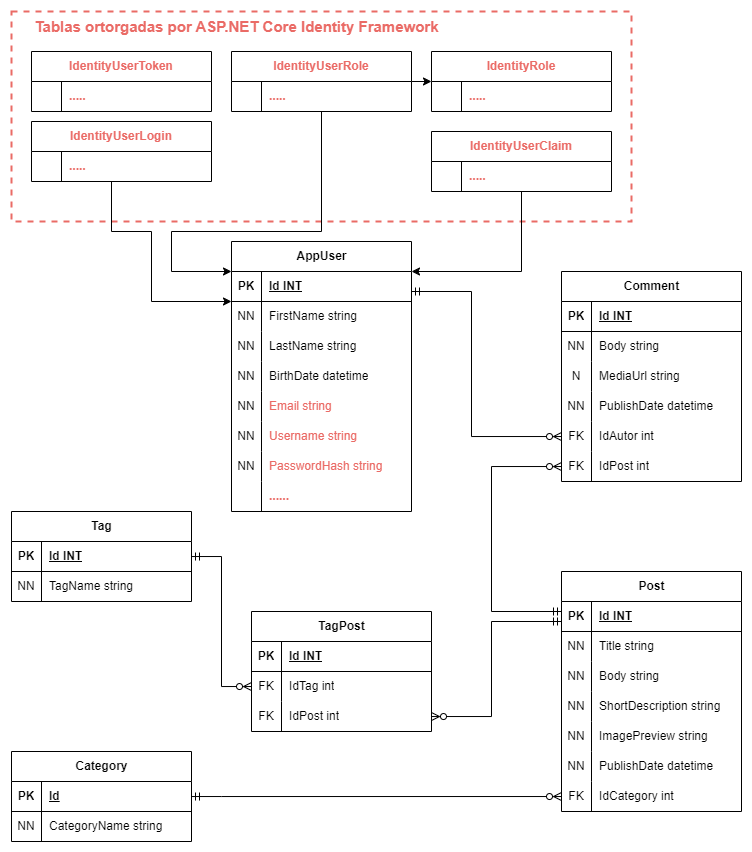 Tablas ortorgadas por ASP.NET Core Identity Framework
IdentityUserToken
.....
IdentityUserRole
.....
IdentityRole
.....
IdentityUserLogin
.....
IdentityUserClaim
.....
AppUser
PK Id INT
NN FirstName string
NN LastName string
NN BirthDate datetime
NN Email string
NN Username string
NN PasswordHash string
......
Comment
PK Id INT
NN Body string
N MediaUrl string
NN PublishDate datetime
FK IdAutor int
FK IdPost int
Tag
PK Id INT
NN TagName string
TagPost
PK Id INT
FK IdTag int
FK IdPost int
Post
PK Id INT
NN Title string
NN Body string
NN ShortDescription string
NN ImagePreview string
NN PublishDate datetime
FK IdCategory int
Category
PK Id
NN CategoryName string